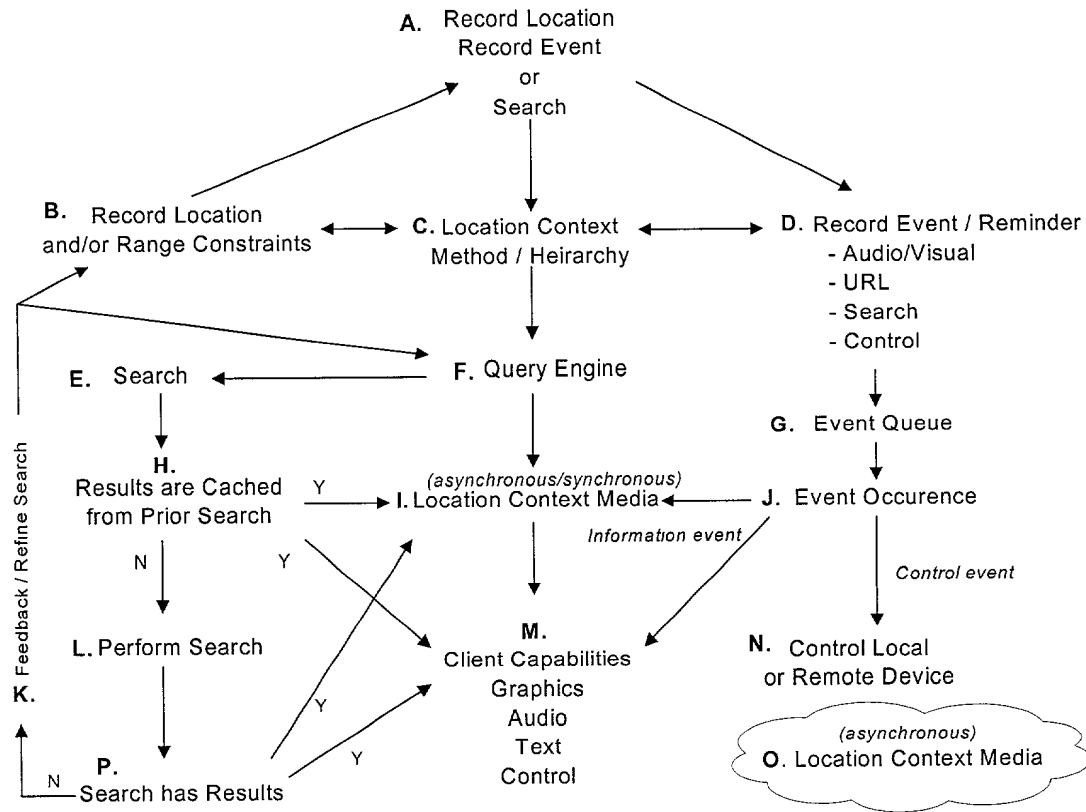 A. Record Location
Record Event
or
Search
B. Record Location
and/or Range Constraints
C. Location Context
Method / Heirarchy
D. Record Event / Reminder
- Audio/Visual
- URL
- Search
- Control
E. Search
F. Query Engine
G. Event Queue
H.
Results are Cached
from Prior Search
Y
N
Y
(asynchronous/synchronous)
I. Location Context Media
J. Event Occurence
Information event
Control event
Feedback / Refine Search
K.
L. Perform Search
M.
Client Capabilities
Graphics
Audio
Text
Control
N. Control Local
or Remote Device
(asynchronous)
O. Location Context Media
P.
Search has Results
N
Y
Y